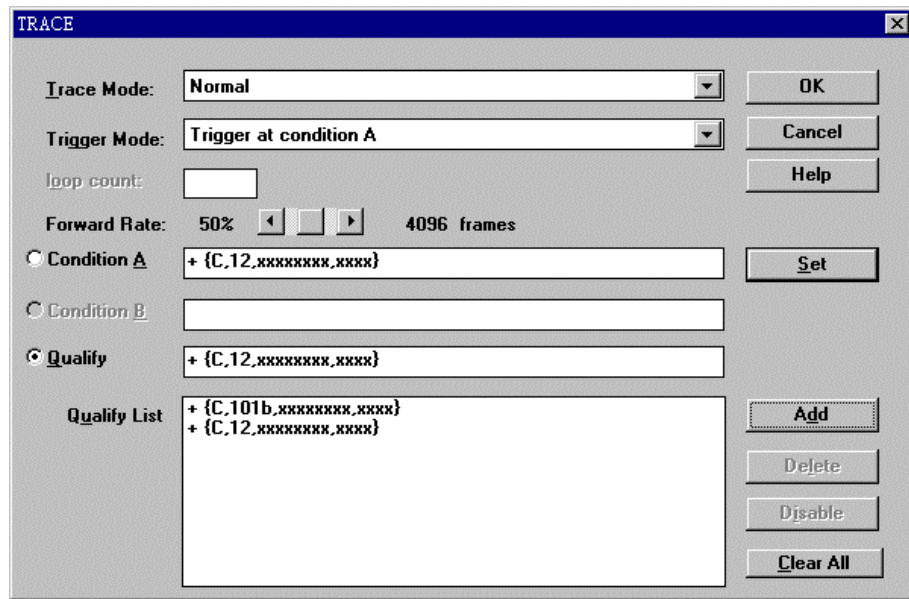 TRACE
Trace Mode: Normal OK
Trigger Mode: Trigger at condition A Cancel
loop count: Help
Forward Rate: 50% 4096 frames
Condition A + {C,12,xxxxxxxx,xxxx} Set
Condition B
Qualify + {C,12,xxxxxxxx,xxxx}
Qualify List + {C,101b,xxxxxxxx,xxxx} Add
+ {C,12,xxxxxxxx,xxxx}
Delete
Disable
Clear All